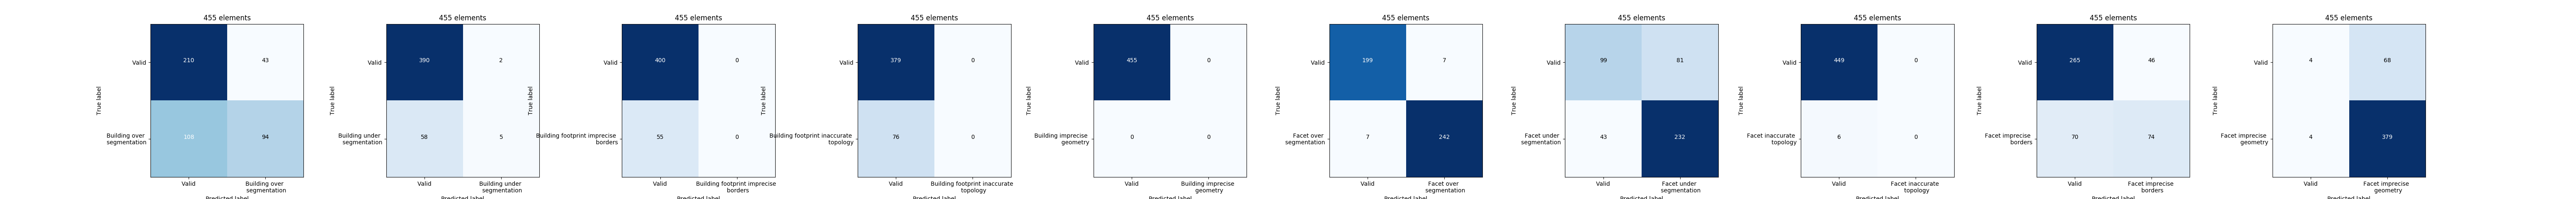 455 elements
Valid
210
43
True label
Building over
segmentation
108
94
Valid
Building over
segmentation
Predicted label
455 elements
Valid
390
2
True label
Building under
segmentation
58
5
Valid
Building under
segmentation
Predicted label
455 elements
Valid
400
0
True label
Building footprint imprecise
borders
55
0
Valid
Building footprint imprecise
borders
Predicted label
455 elements
Valid
379
0
True label
Building footprint inaccurate
topology
76
0
Valid
Building footprint inaccurate
topology
Predicted label
455 elements
Valid
455
0
True label
Building imprecise
geometry
0
0
Valid
Building imprecise
geometry
Predicted label
455 elements
Valid
199
7
True label
Facet over
segmentation
7
242
Valid
Facet over
segmentation
Predicted label
455 elements
Valid
99
81
True label
Facet under
segmentation
43
232
Valid
Facet under
segmentation
Predicted label
455 elements
Valid
449
0
True label
Facet inaccurate
topology
6
0
Valid
Facet inaccurate
topology
Predicted label
455 elements
Valid
265
46
True label
Facet imprecise
borders
70
74
Valid
Facet imprecise
borders
Predicted label
455 elements
Valid
4
68
True label
Facet imprecise
geometry
4
379
Valid
Facet imprecise
geometry
Predicted label